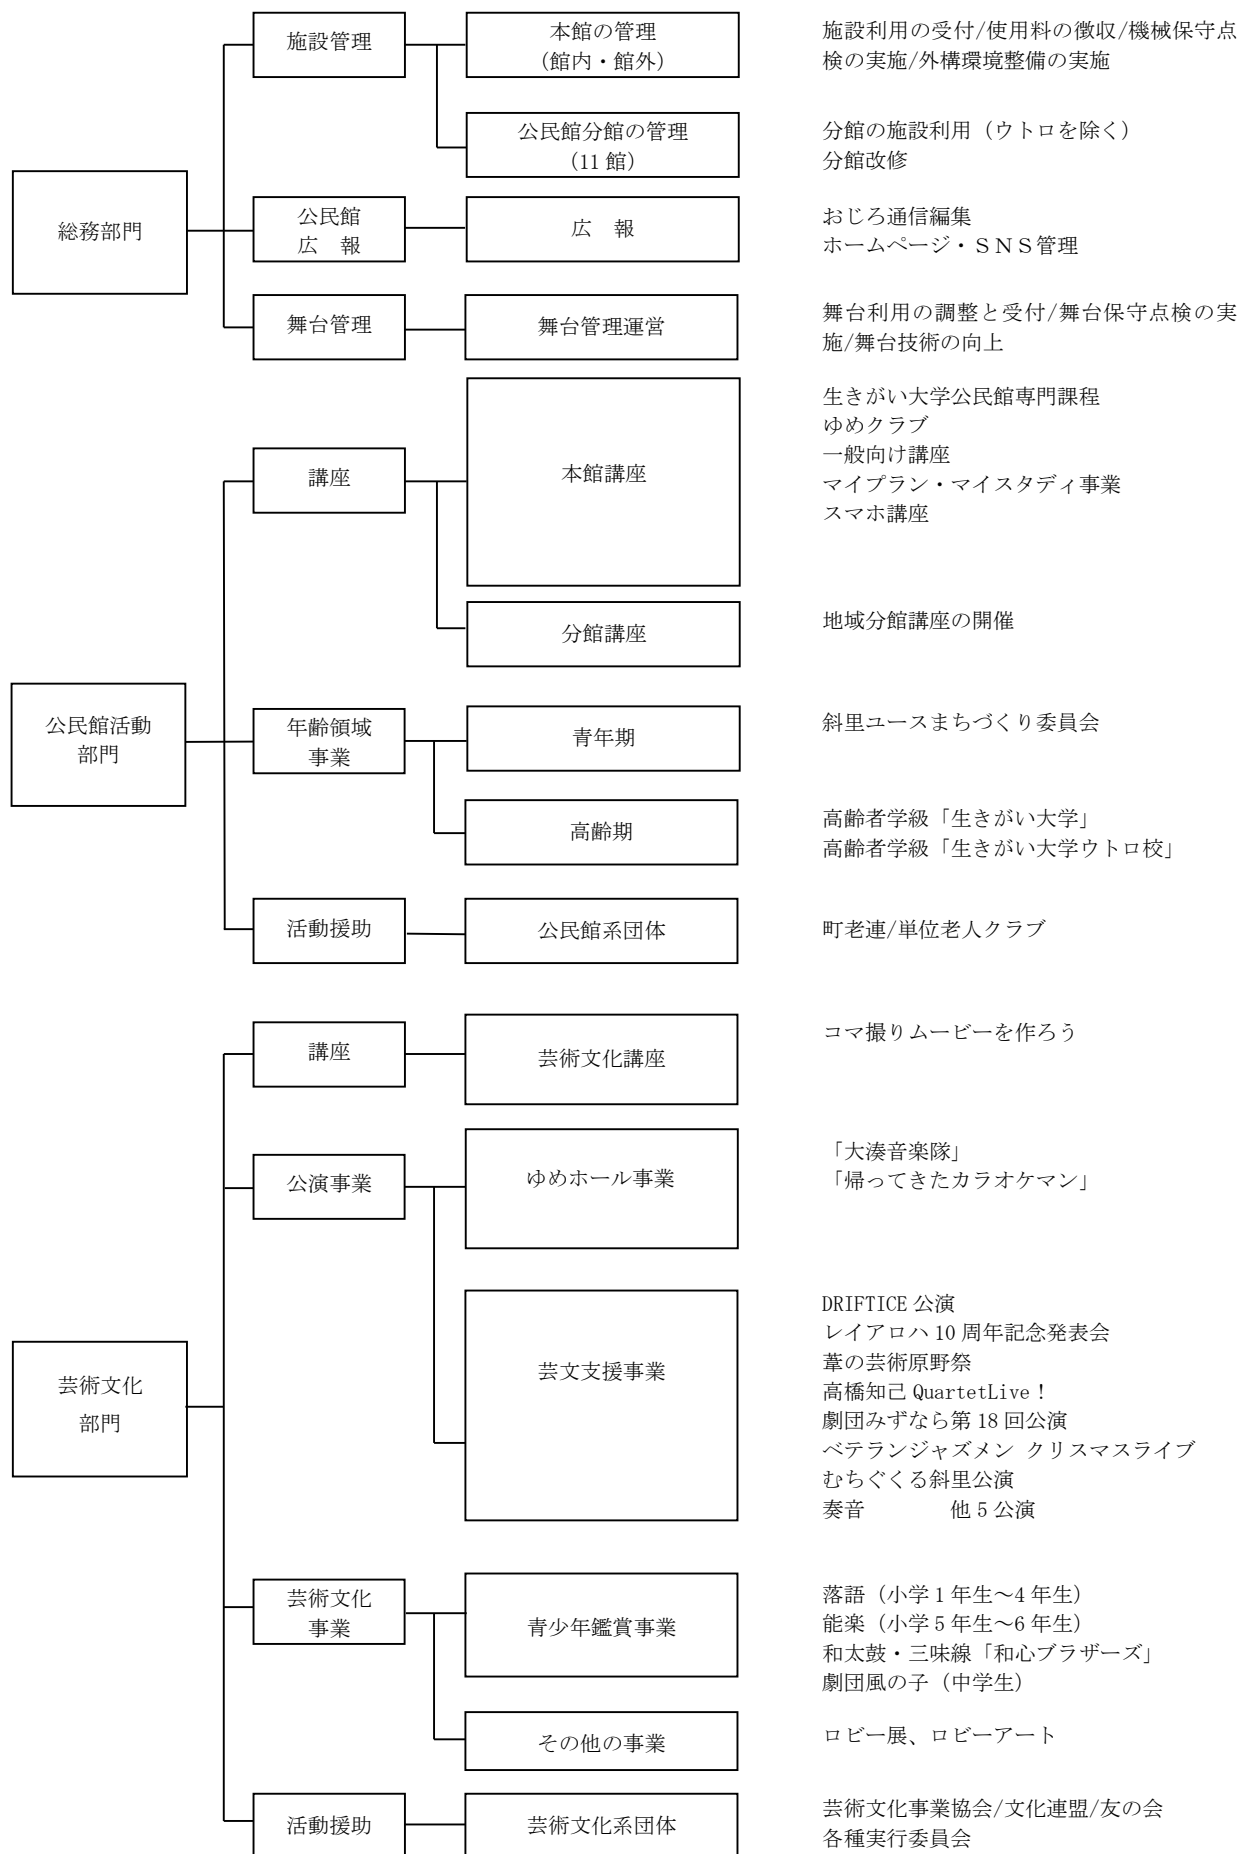 総務部門
施設管理
本館の管理
(館内・館外)
施設利用の受付/使用料の徴収/機械保守点
検の実施/外構環境整備の実施
公民館分館の管理
(11館)
分館の施設利用（ウトロを除く）
分館改修
公民館
広　報
広　報
おじろ通信編集
ホームページ・ＳＮＳ管理
舞台管理
舞台管理運営
舞台利用の調整と受付/舞台保守点検の実
施/舞台技術の向上
公民館活動
部門
講座
本館講座
生きがい大学公民館専門課程
ゆめクラブ
一般向け講座
マイプラン・マイスタディ事業
スマホ講座
分館講座
地域分館講座の開催
年齢領域
事業
青年期
斜里ユースまちづくり委員会
高齢期
高齢者学級「生きがい大学」
高齢者学級「生きがい大学ウトロ校」
活動援助
公民館系団体
町老連/単位老人クラブ
芸術文化
部門
講座
芸術文化講座
コマ撮りムービーを作ろう
公演事業
ゆめホール事業
「大湊音楽隊」
「帰ってきたカラオケマン」
芸文支援事業
DRIFTICE公演
レイアロハ10周年記念発表会
葦の芸術原野祭
高橋知己QuartetLive！
劇団みずなら第18回公演
ベテランジャズメン クリスマスライブ
むちぐくる斜里公演
奏音　　　　他5公演
芸術文化
事業
青少年鑑賞事業
落語（小学1年生～4年生）
能楽（小学5年生～6年生）
和太鼓・三味線「和心ブラザーズ」
劇団風の子（中学生）
その他の事業
ロビー展、ロビーアート
活動援助
芸術文化系団体
芸術文化事業協会/文化連盟/友の会
各種実行委員会